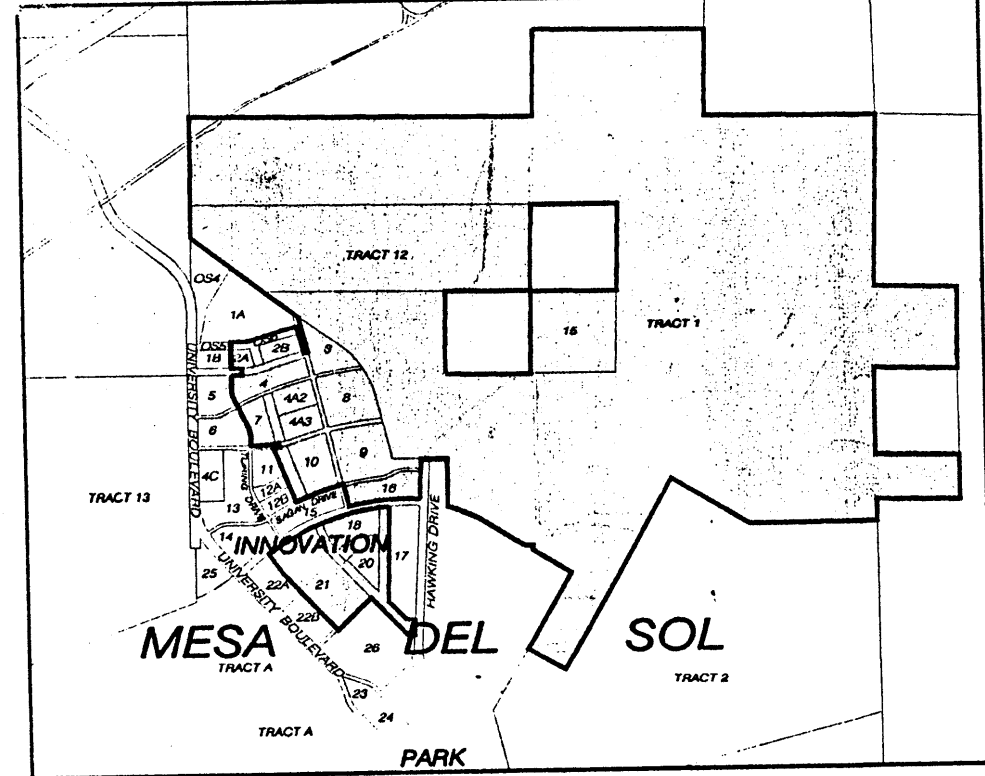 TRACT 12
OS4
1A
TRACT 1
15
OS5
1B
2A
2B
3
4
5
4A2
8
7
4A3
6
9
10
4C
11
12A
16
12B
TRACT 13
13
SAGAN DRIVE
15
14
18
INNOVATION
17
20
25
22A
21
HAWKING DRIVE
UNIVERSITY BOULEVARD
UNIVERSITY BOULEVARD
22B
MESA DEL SOL
26
TRACT A
TRACT 2
23
24
TRACT A
PARK